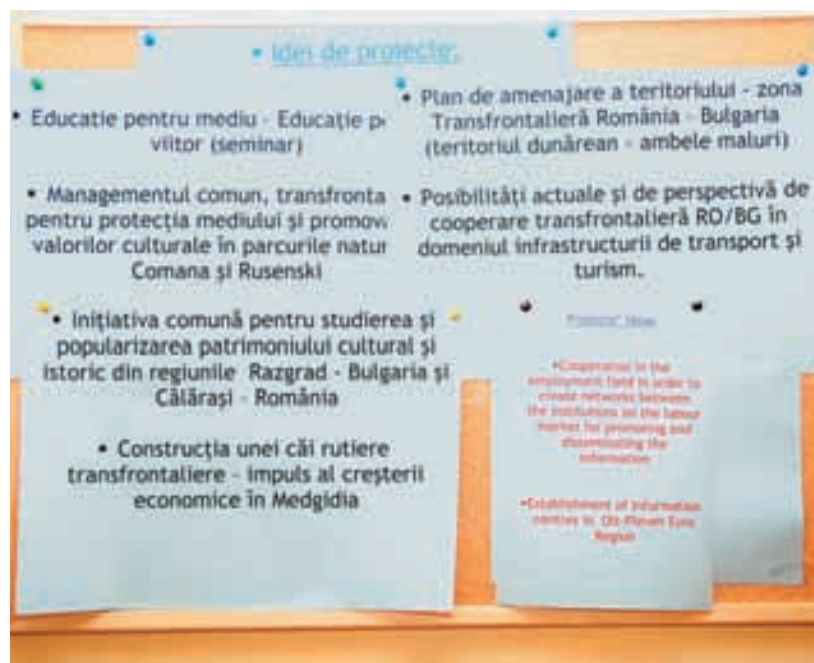 • Idei de proiecte:
• Educatie pentru mediu - Educaţie p
viitor (seminar)
• Managementul comun, transfronta
pentru protecţia mediului şi promov
valorilor culturale în parcurile natur
Comana şi Rusenski
• Plan de amenajare a teritoriului - zona
Transfrontalieră România - Bulgaria
(teritoriul dunărean - ambele maluri)
• Posibilităţi actuale şi de perspectivă de
cooperare transfrontalieră RO/BG în
domeniul infrastructurii de transport şi
turism.
• Iniţiativa comună pentru studierea şi
popularizarea patrimoniului cultural şi
istoric din regiunile Razgrad - Bulgaria şi
Călăraşi - România
• Construcţia unei căi rutiere
transfrontaliere - impuls al creşterii
economice în Medgidia
•Cooperation in the
employment field in order to
create networks between
the institutions on the labour
market for promoting and
disseminating the
information
•Establishment of information
centres in Olt-Pleven Euro
Region